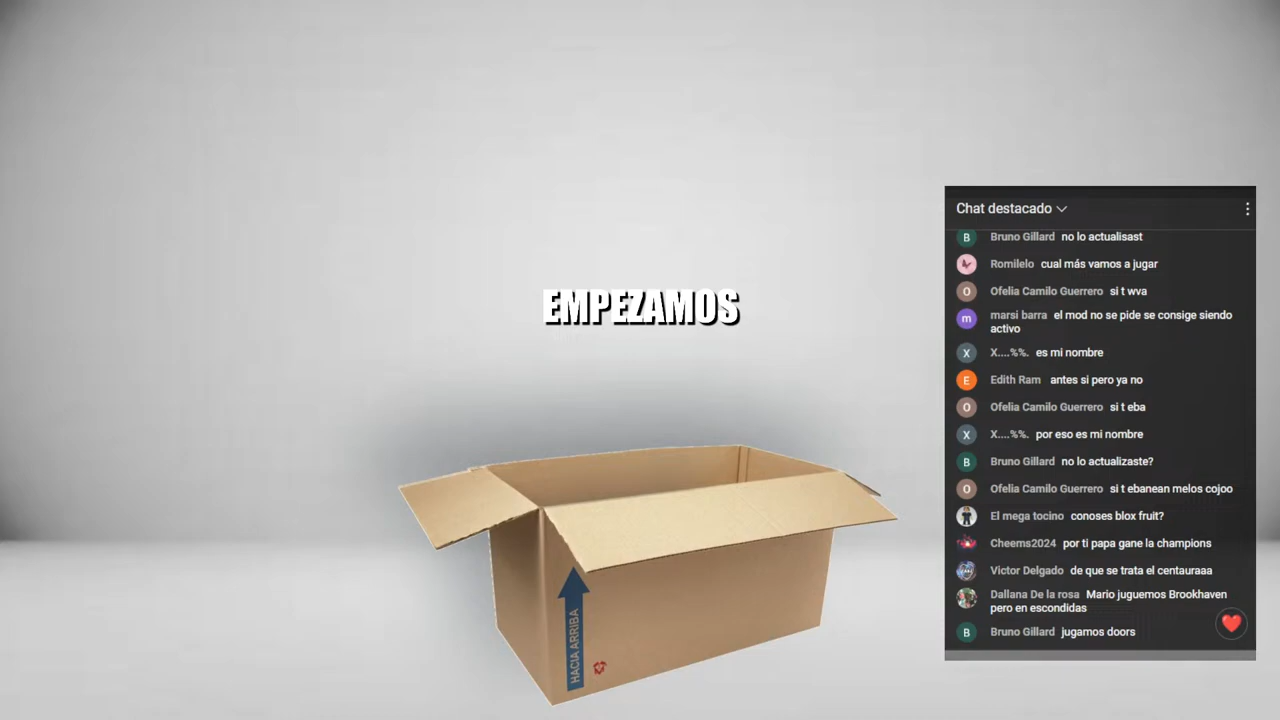 EMPEZAMOS
HACIA ARRIBA
Chat destacado
B Bruno Gillard no lo actualisast
Romilelo cual más vamos a jugar
O Ofelia Camilo Guerrero si t wva
m marsi barra el mod no se pide se consige siendo
activo
X X....%%. es mi nombre
E Edith Ram antes si pero ya no
O Ofelia Camilo Guerrero si t eba
X X....%%. por eso es mi nombre
B Bruno Gillard no lo actualizaste?
O Ofelia Camilo Guerrero si t ebanean melos cojoo
El mega tocino conoses blox fruit?
Cheems2024 por ti papa gane la champions
Victor Delgado de que se trata el centauraaa
Dallana De la rosa Mario juguemos Brookhaven
pero en escondidas
B Bruno Gillard jugamos doors